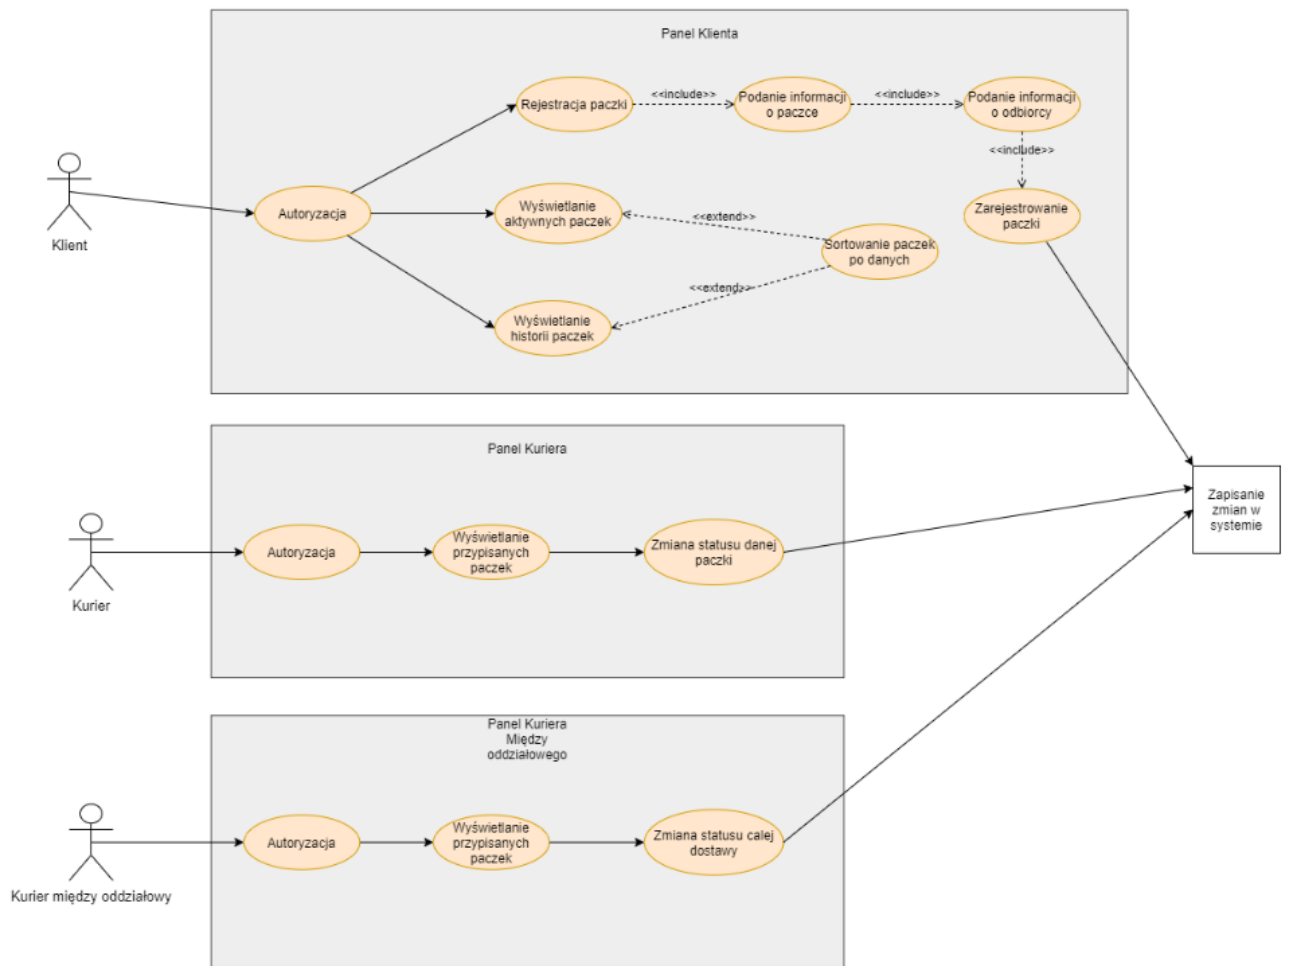 Panel Klienta
Rejestracja paczki
<<include>>
Podanie informacji
o paczce
<<include>>
Podanie informacji
o odbiorcy
<<include>>
Klient
Autoryzacja
Wyświetlanie
aktywnych paczek
<<extend>>
Sortowanie paczek
po danych
Zarejestrowanie
paczki
<<extend>>
Wyświetlanie
historii paczek
Panel Kuriera
Kurier
Autoryzacja
Wyświetlanie
przypisanych
paczek
Zmiana statusu danej
paczki
Zapisanie
zmian w
systemie
Panel Kuriera
Między
oddziałowego
Kurier między oddziałowy
Autoryzacja
Wyświetlanie
przypisanych
paczek
Zmiana statusu calej
dostawy